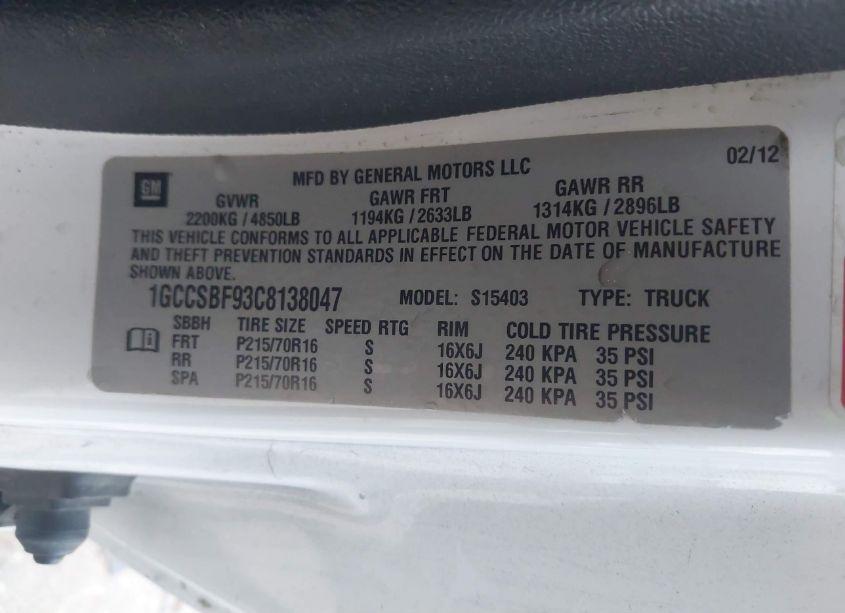 GM
MFD BY GENERAL MOTORS LLC 02/12
GVWR GAWR FRT GAWR RR
2200KG / 4850LB 1194KG / 2633LB 1314KG / 2896LB
THIS VEHICLE CONFORMS TO ALL APPLICABLE FEDERAL MOTOR VEHICLE SAFETY
AND THEFT PREVENTION STANDARDS IN EFFECT ON THE DATE OF MANUFACTURE
SHOWN ABOVE.
1GCCSBF93C8138047 MODEL: S15403 TYPE: TRUCK
SBBH TIRE SIZE SPEED RTG RIM COLD TIRE PRESSURE
FRT P215/70R16 S 16X6J 240 KPA 35 PSI
RR P215/70R16 S 16X6J 240 KPA 35 PSI
SPA P215/70R16 S 16X6J 240 KPA 35 PSI